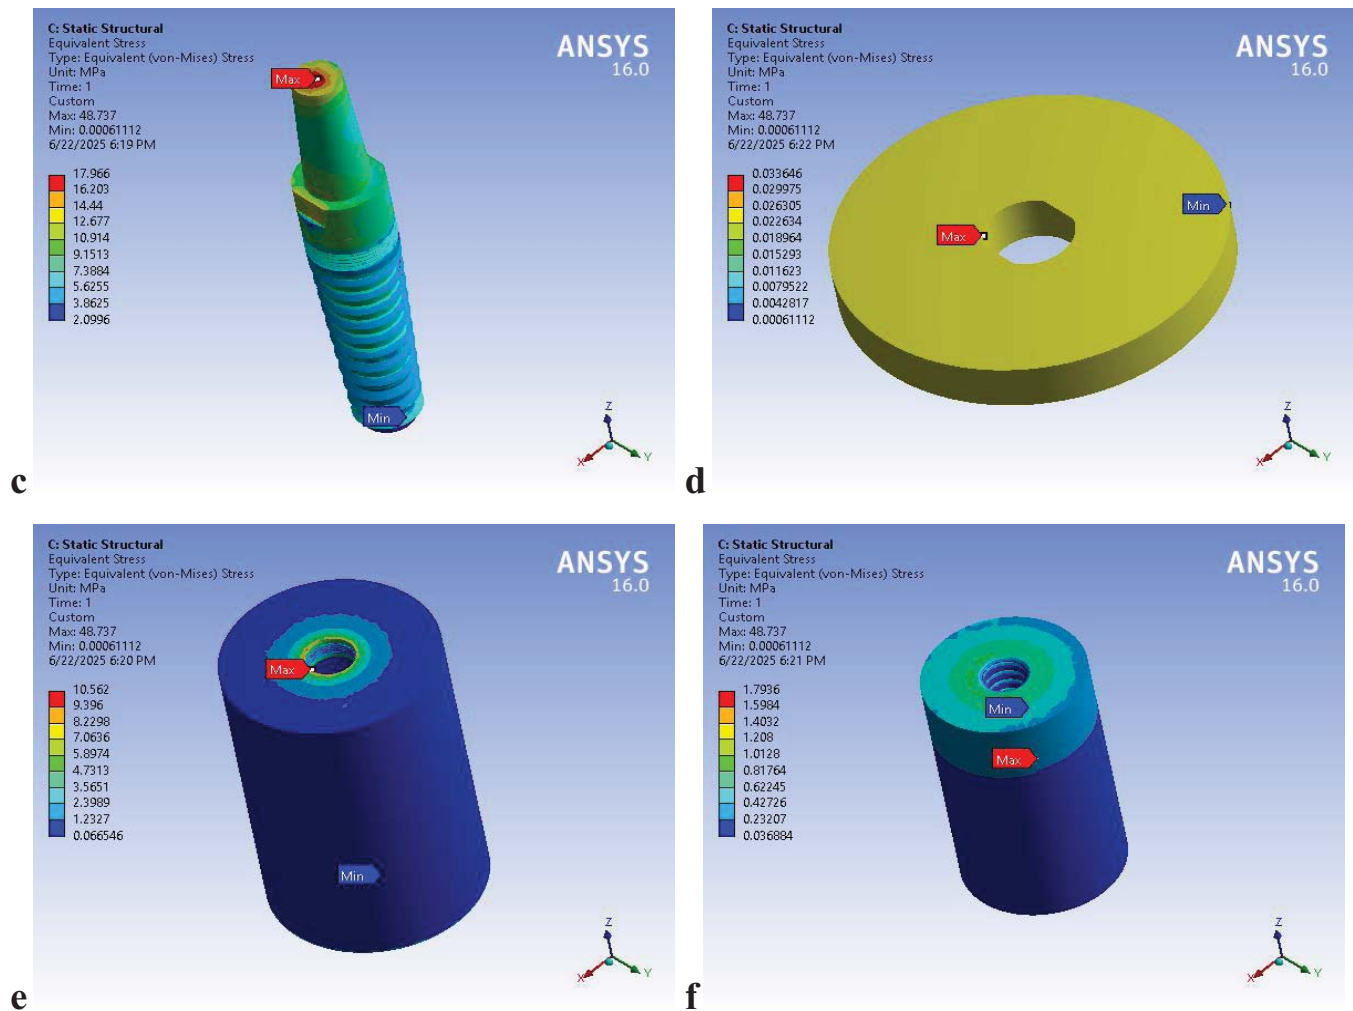 C: Static Structural
Equivalent Stress
Type: Equivalent (von-Mises) Stress
Unit: MPa
Time: 1
Custom
Max: 48.737
Min: 0.00061112
6/22/2025 6:19 PM
ANSYS
16.0
17.966
16.203
14.44
12.677
10.914
9.1513
7.3884
5.6255
3.8625
2.0996
Max
Min
Z
X
Y
c
C: Static Structural
Equivalent Stress
Type: Equivalent (von-Mises) Stress
Unit: MPa
Time: 1
Custom
Max: 48.737
Min: 0.00061112
6/22/2025 6:22 PM
ANSYS
16.0
0.033646
0.029975
0.026305
0.022634
0.018964
0.015293
0.011623
0.0079522
0.0042817
0.00061112
Max
Min
Z
X
Y
d
C: Static Structural
Equivalent Stress
Type: Equivalent (von-Mises) Stress
Unit: MPa
Time: 1
Custom
Max: 48.737
Min: 0.00061112
6/22/2025 6:20 PM
ANSYS
16.0
10.562
9.396
8.2298
7.0636
5.8974
4.7313
3.5651
2.3989
1.2327
0.066546
Max
Min
Z
X
Y
e
C: Static Structural
Equivalent Stress
Type: Equivalent (von-Mises) Stress
Unit: MPa
Time: 1
Custom
Max: 48.737
Min: 0.00061112
6/22/2025 6:21 PM
ANSYS
16.0
1.7936
1.5984
1.4032
1.208
1.0128
0.81764
0.62245
0.42726
0.23207
0.036884
Min
Max
Z
X
Y
f